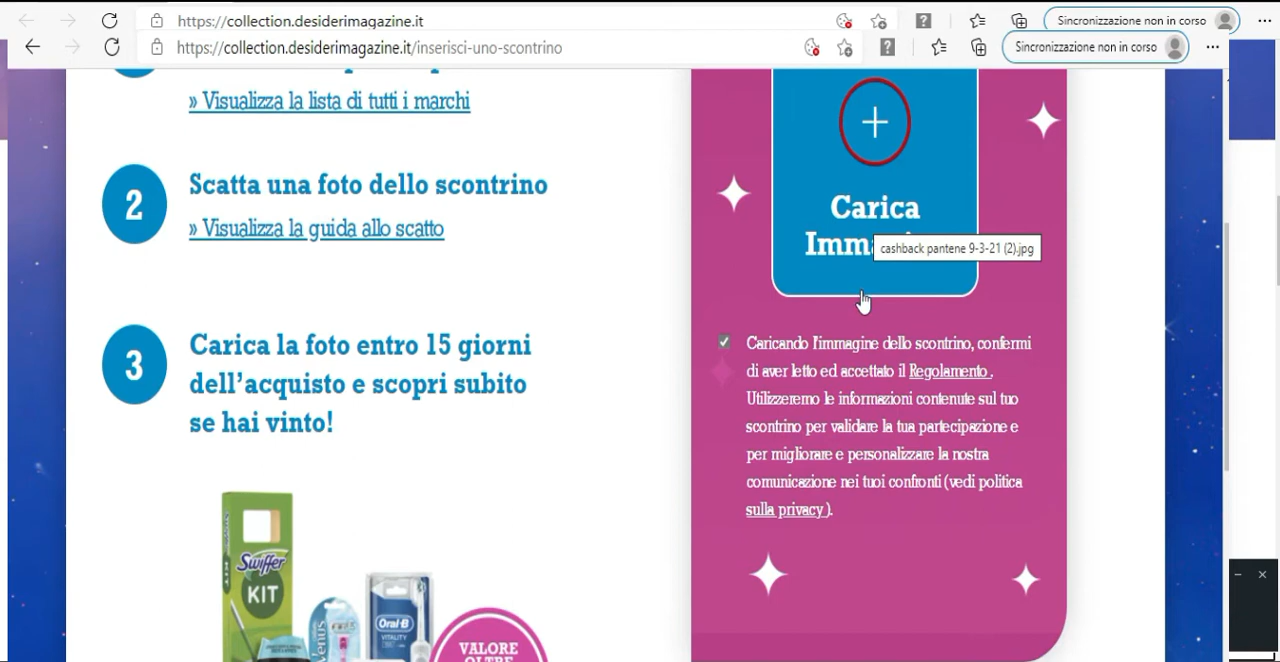 https://collection.desiderimagazine.it
Sincronizzazione non in corso
https://collection.desiderimagazine.it/inserisci-uno-scontrino
Sincronizzazione non in corso
» Visualizza la lista di tutti i marchi
2
Scatta una foto dello scontrino
» Visualizza la guida allo scatto
3
Carica la foto entro 15 giorni
dell'acquisto e scopri subito
se hai vinto!
Swiffer
KIT
Venus
Oral-B
VITALITY
VALORE
OLTRE
Carica
cashback pantene 9-3-21 (2).jpg
Caricando l'immagine dello scontrino, confermi
di aver letto ed accettato il Regolamento .
Utilizzeremo le informazioni contenute sul tuo
scontrino per validare la tua partecipazione e
per migliorare e personalizzare la nostra
comunicazione nei tuoi confronti (vedi politica
sulla privacy ).